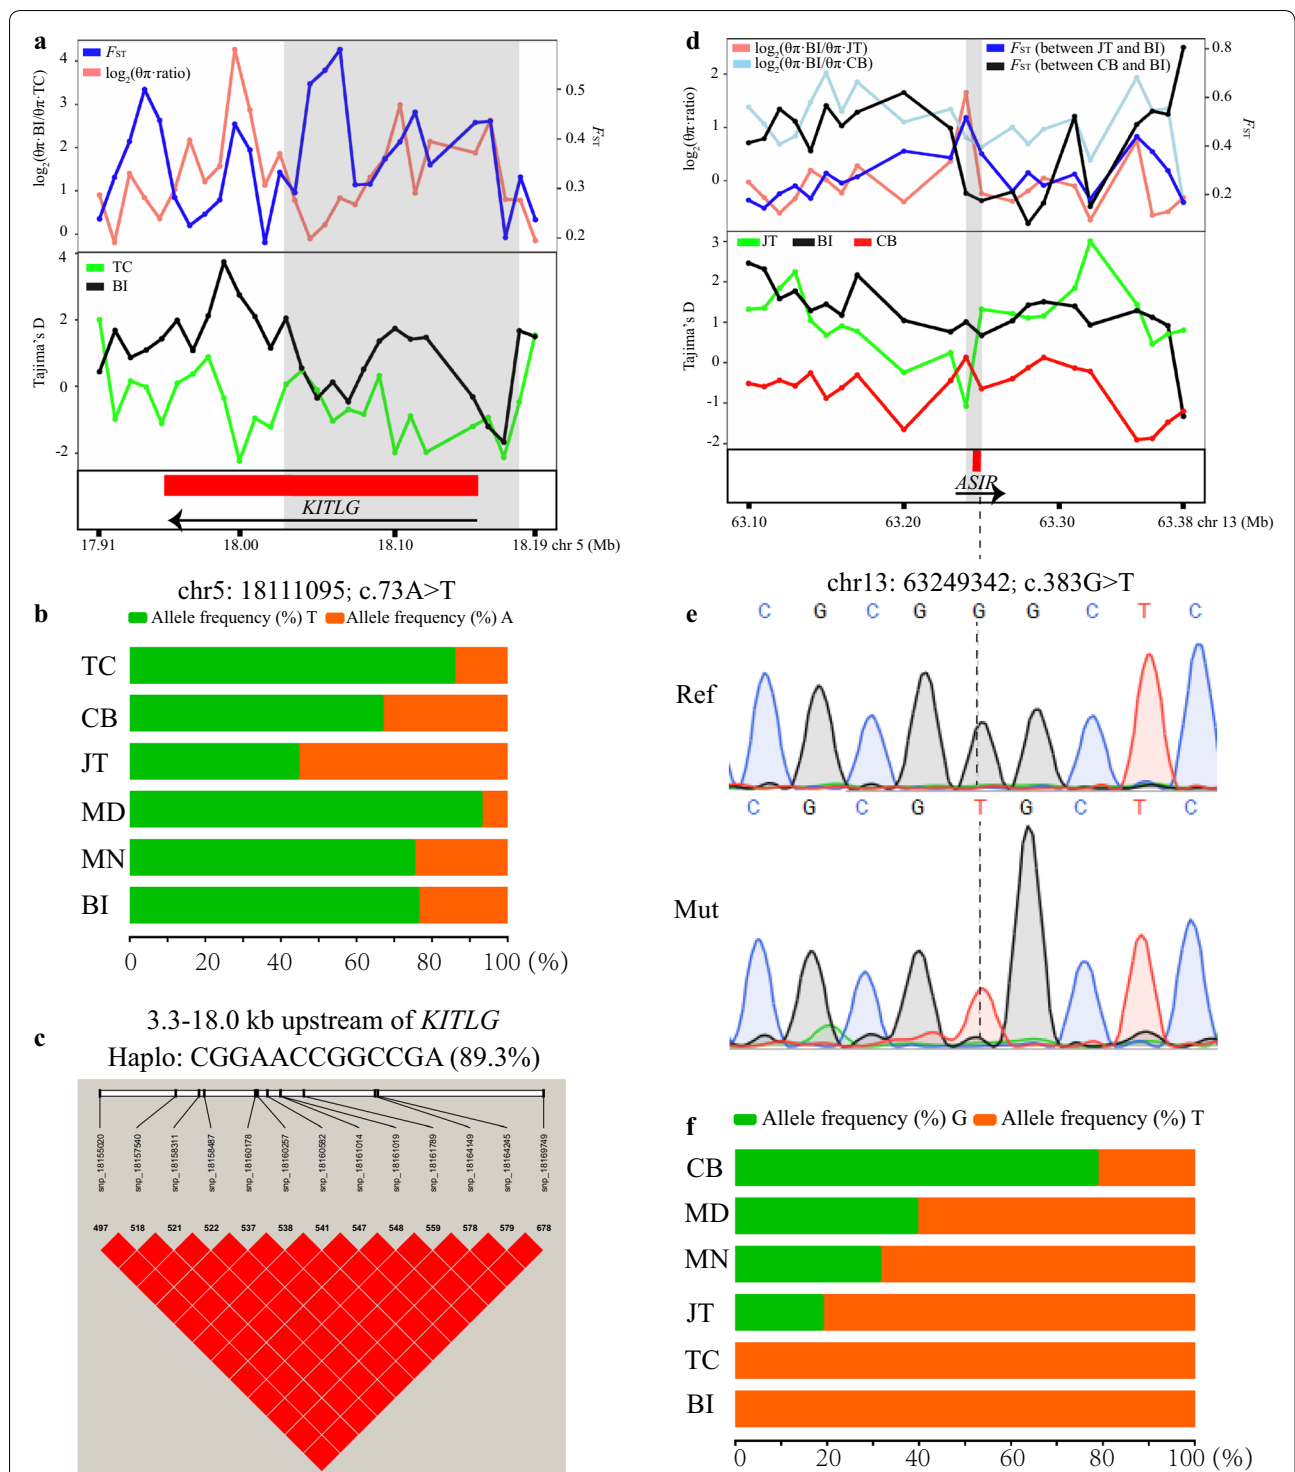 a
FST
log2(θπ·ratio)
log2(θπ·BI/θπ·TC)
4
3
2
1
0
0.5
0.4
0.3
0.2
FST
TC
BI
Tajima's D
4
2
0
-2
KITLG
17.91
18.00
18.10
18.19 chr 5 (Mb)
b
chr5: 18111095; c.73A>T
Allele frequency (%) T
Allele frequency (%) A
TC
CB
JT
MD
MN
BI
0
20
40
60
80
100 (%)
c
3.3-18.0 kb upstream of KITLG
Haplo: CGGAACCGGCCGA (89.3%)
snp_18155020
snp_18157540
snp_18158311
snp_18158487
snp_18160178
snp_18160257
snp_18160582
snp_18161014
snp_18161019
snp_18161789
snp_18164149
snp_18164245
snp_18169749
497 518 521 522 537 538 541 547 548 559 578 579 678
d
log2(θπ·BI/θπ·JT)
log2(θπ·BI/θπ·CB)
FST (between JT and BI)
FST (between CB and BI)
log2(θπ·ratio)
2
1
0
0.8
0.6
0.4
0.2
FST
JT
BI
CB
Tajima's D
3
2
1
0
-1
-2
ASIP
63.10
63.20
63.30
63.38 chr 13 (Mb)
e
chr13: 63249342; c.383G>T
C G C G G G C T C
Ref
C G C G T G C T C
Mut
f
Allele frequency (%) G
Allele frequency (%) T
CB
MD
MN
JT
TC
BI
0
20
40
60
80
100 (%)